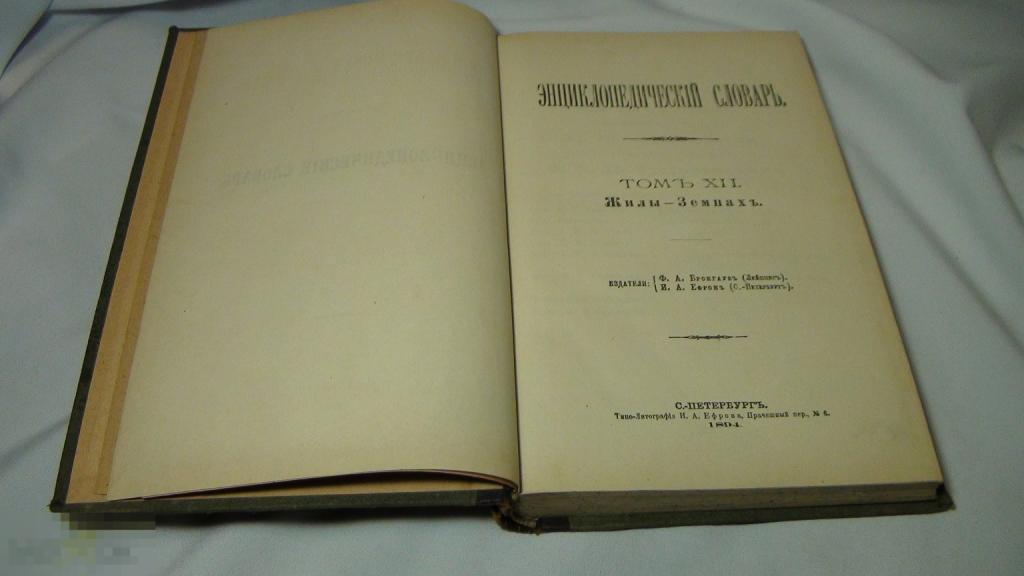 ЭНЦИКЛОПЕДИЧЕСКІЙ СЛОВАРЬ.
ТОМЪ XII.
Жилы — Земпахъ.
ИЗДАТЕЛИ: { Ф. А. БРОКГАУЗЪ (ЛЕЙПЦИГЪ).
И. А. ЕФРОНЪ (С.-ПЕТЕРБУРГЪ).
С.-ПЕТЕРБУРГЪ.
Типо-Литографія И. А. Ефрона, Прачешный пер., № 6.
1894.